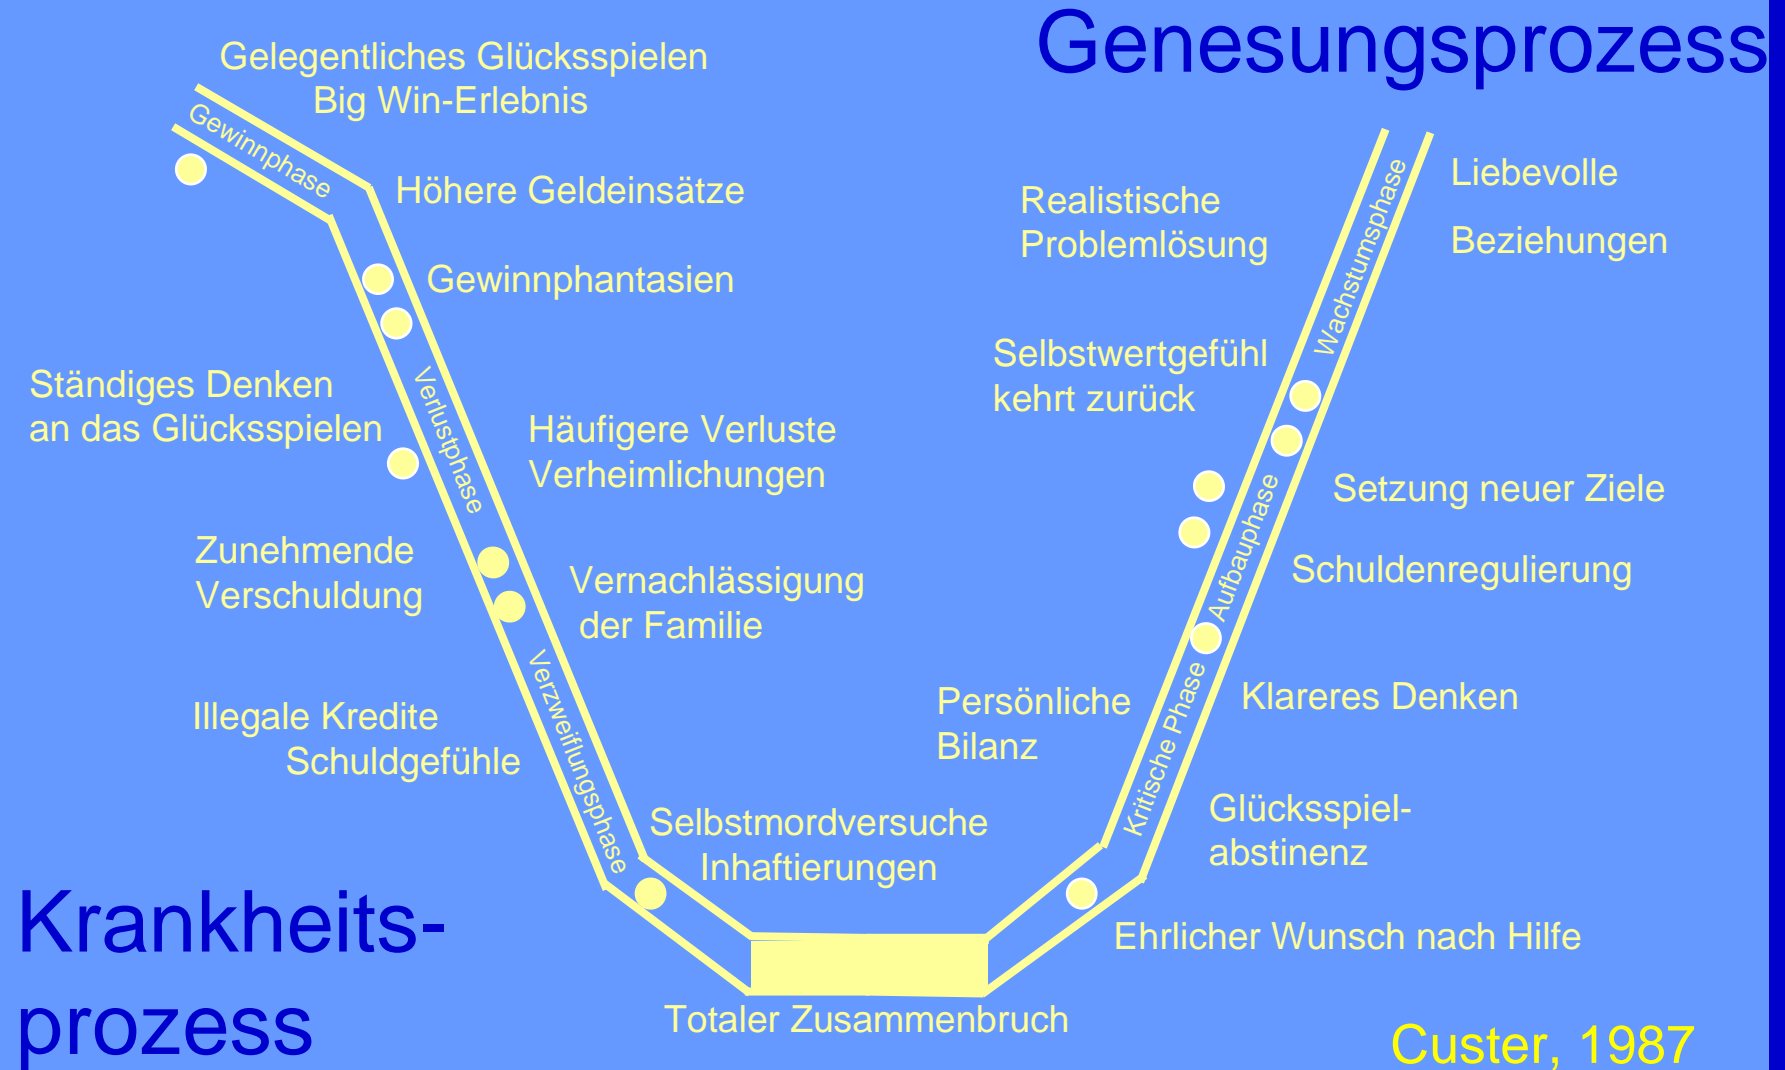 Genesungsprozess
Gelegentliches Glücksspielen
Big Win-Erlebnis
Gewinnphase
Höhere Geldeinsätze
Gewinnphantasien
Ständiges Denken
an das Glücksspielen
Verlustphase
Häufigere Verluste
Verheimlichungen
Zunehmende
Verschuldung
Vernachlässigung
der Familie
Verzweiflungsphase
Illegale Kredite
Schuldgefühle
Selbstmordversuche
Inhaftierungen
Krankheits-
prozess
Totaler Zusammenbruch
Liebevolle
Beziehungen
Realistische
Problemlösung
Wachstumsphase
Selbstwertgefühl
kehrt zurück
Setzung neuer Ziele
Aufbauphase
Schuldenregulierung
Persönliche
Bilanz
Kritische Phase
Klareres Denken
Glücksspiel-
abstinenz
Ehrlicher Wunsch nach Hilfe
Custer, 1987